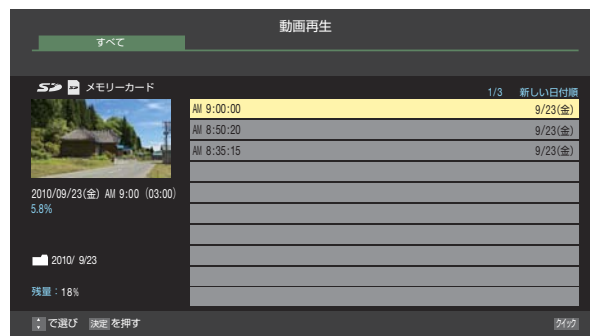 動画再生
すべて
SD メモリーカード
1/3 新しい日付順
AM 9:00:00 9/23(金)
AM 8:50:20 9/23(金)
AM 8:35:15 9/23(金)
2010/09/23(金) AM 9:00 (03:00)
5.8%
2010/ 9/23
残量：18%
で選び 決定 を押す
クイック